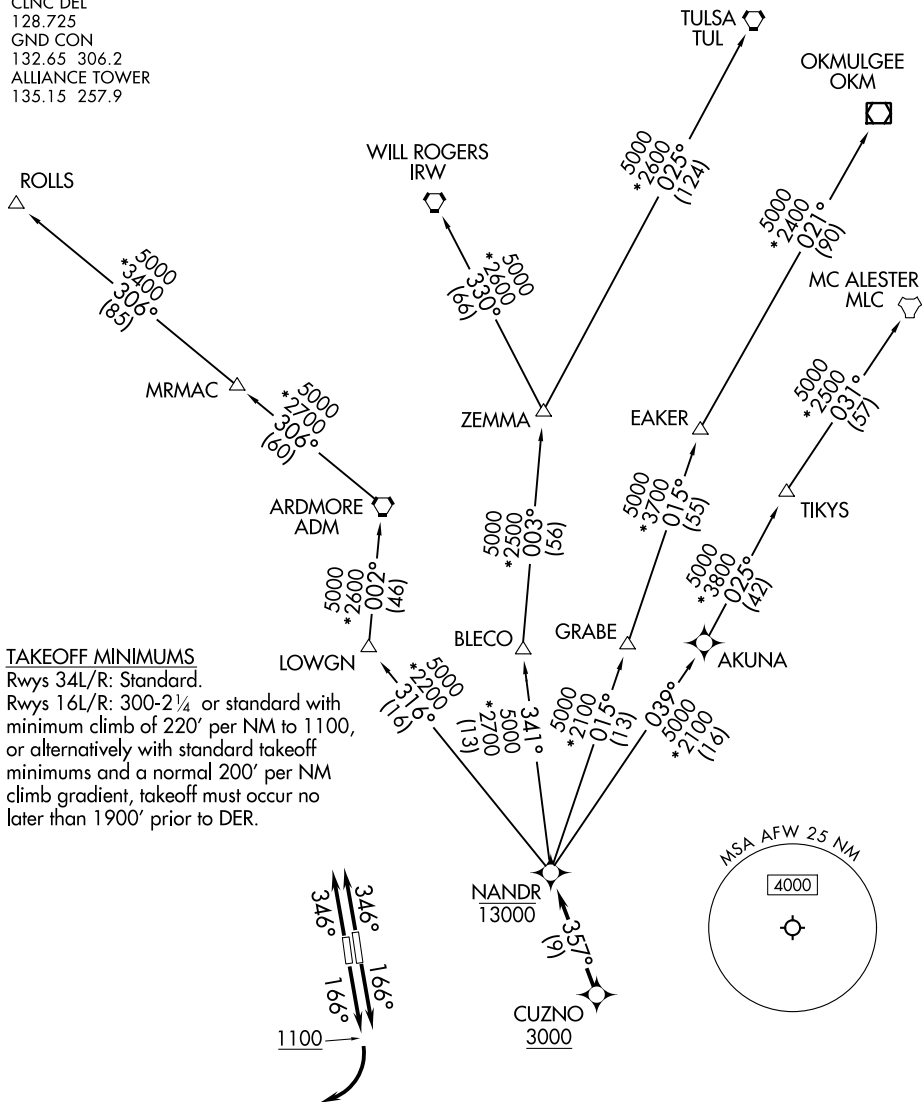 CLNC DEL
128.725
GND CON
132.65 306.2
ALLIANCE TOWER
135.15 257.9
TULSA
TUL
OKMULGEE
OKM
WILL ROGERS
IRW
ROLLS
5000
*2600
025°
(124)
5000
*2400
021°
(90)
MC ALESTER
MLC
5000
*3400
306°
(85)
5000
*2600
330°
(66)
MRMAC
5000
*2700
306°
(60)
ZEMMA
EAKER
5000
*2500
031°
(57)
ARDMORE
ADM
5000
*2500
003°
(56)
5000
*3700
015°
(55)
TIKYS
5000
*2600
002°
(46)
5000
*3800
025°
(42)
LOWGN
BLECO
GRABE
AKUNA
5000
*2200
316°
(16)
341°
5000
*2700
(13)
5000
*2100
015°
(13)
039°
5000
*2100
(16)
TAKEOFF MINIMUMS
Rwys 34L/R: Standard.
Rwys 16L/R: 300-2¼ or standard with
minimum climb of 220' per NM to 1100,
or alternatively with standard takeoff
minimums and a normal 200' per NM
climb gradient, takeoff must occur no
later than 1900' prior to DER.
MSA AFW 25 NM
4000
NANDR
13000
346°
346°
166°
166°
357°
(9)
CUZNO
3000
1100